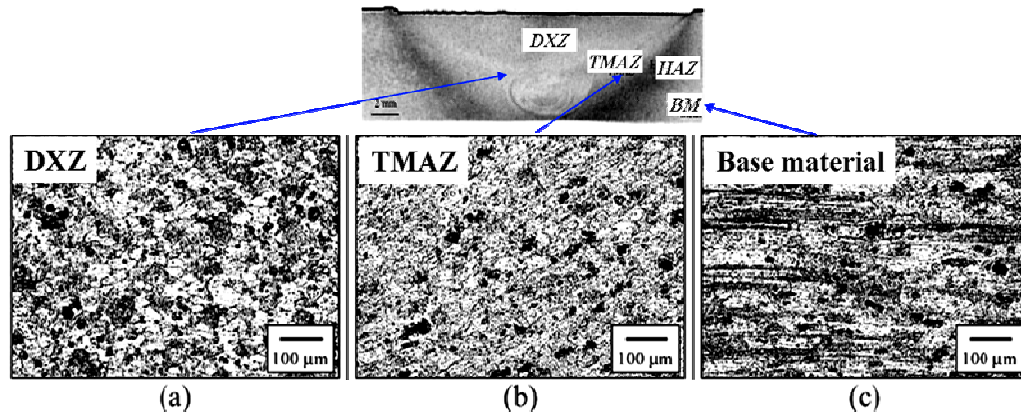 DXZ
TMAZ
HAZ
BM
2 mm
DXZ
TMAZ
Base material
100 µm
100 µm
100 µm
(a)
(b)
(c)